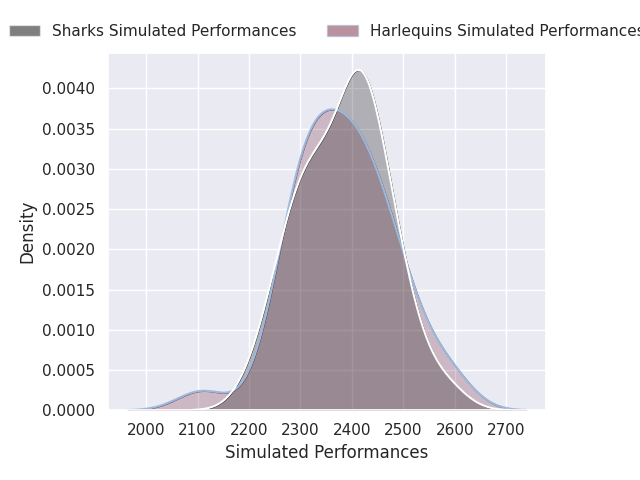 Sharks Simulated Performances
Harlequins Simulated Performances
0.0040
0.0035
0.0030
0.0025
0.0020
0.0015
0.0010
0.0005
0.0000
Density
2000 2100 2200 2300 2400 2500 2600 2700
Simulated Performances